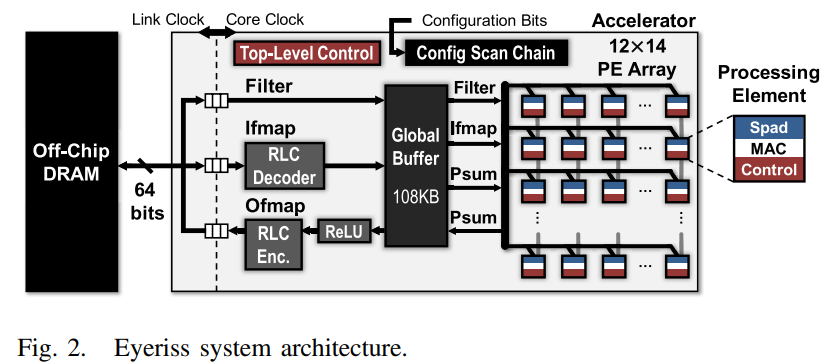 Link Clock
Core Clock
Configuration Bits
Accelerator
Top-Level Control
Config Scan Chain
12×14
PE Array
Processing
Element
Filter
Filter
Off-Chip
DRAM
64
bits
Ifmap
RLC
Decoder
Global
Buffer
108KB
Ifmap
Psum
Psum
Ofmap
RLC
Enc.
ReLU
...
...
...
...
...
...
Spad
MAC
Control
Fig. 2. Eyeriss system architecture.